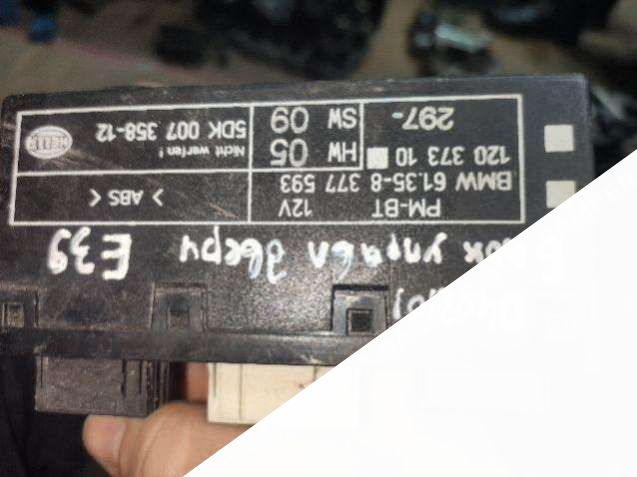 Блок управл двери E39
PM-BT 12V > ABS <
BMW 61.35-8 377 593
120 373 10 HW 05 Nicht werfen !
297- SW 09 5DK 007 358-12 HELLA